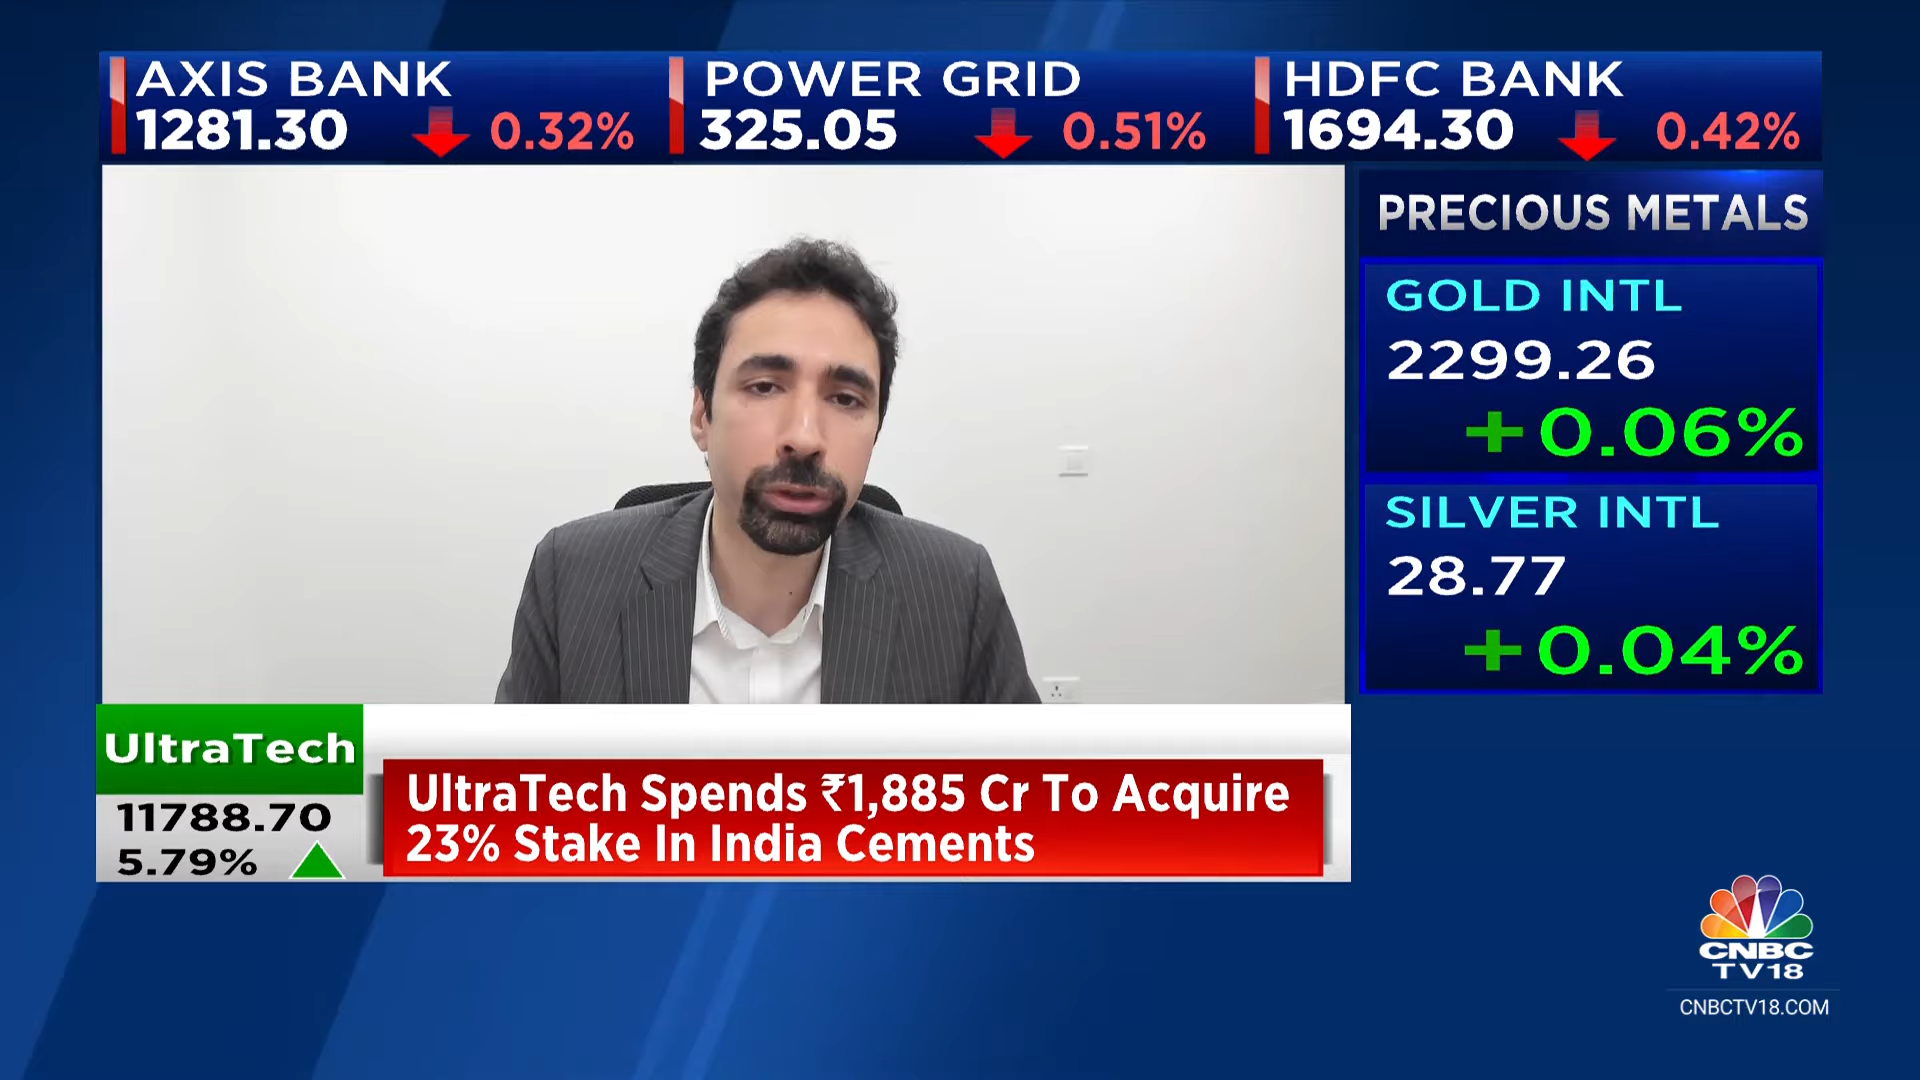 AXIS BANK
1281.30 0.32%
POWER GRID
325.05 0.51%
HDFC BANK
1694.30 0.42%
PRECIOUS METALS
GOLD INTL
2299.26
+0.06%
SILVER INTL
28.77
+0.04%
UltraTech
11788.70
5.79%
UltraTech Spends ₹1,885 Cr To Acquire
23% Stake In India Cements
CNBC
TV18
CNBCTV18.COM